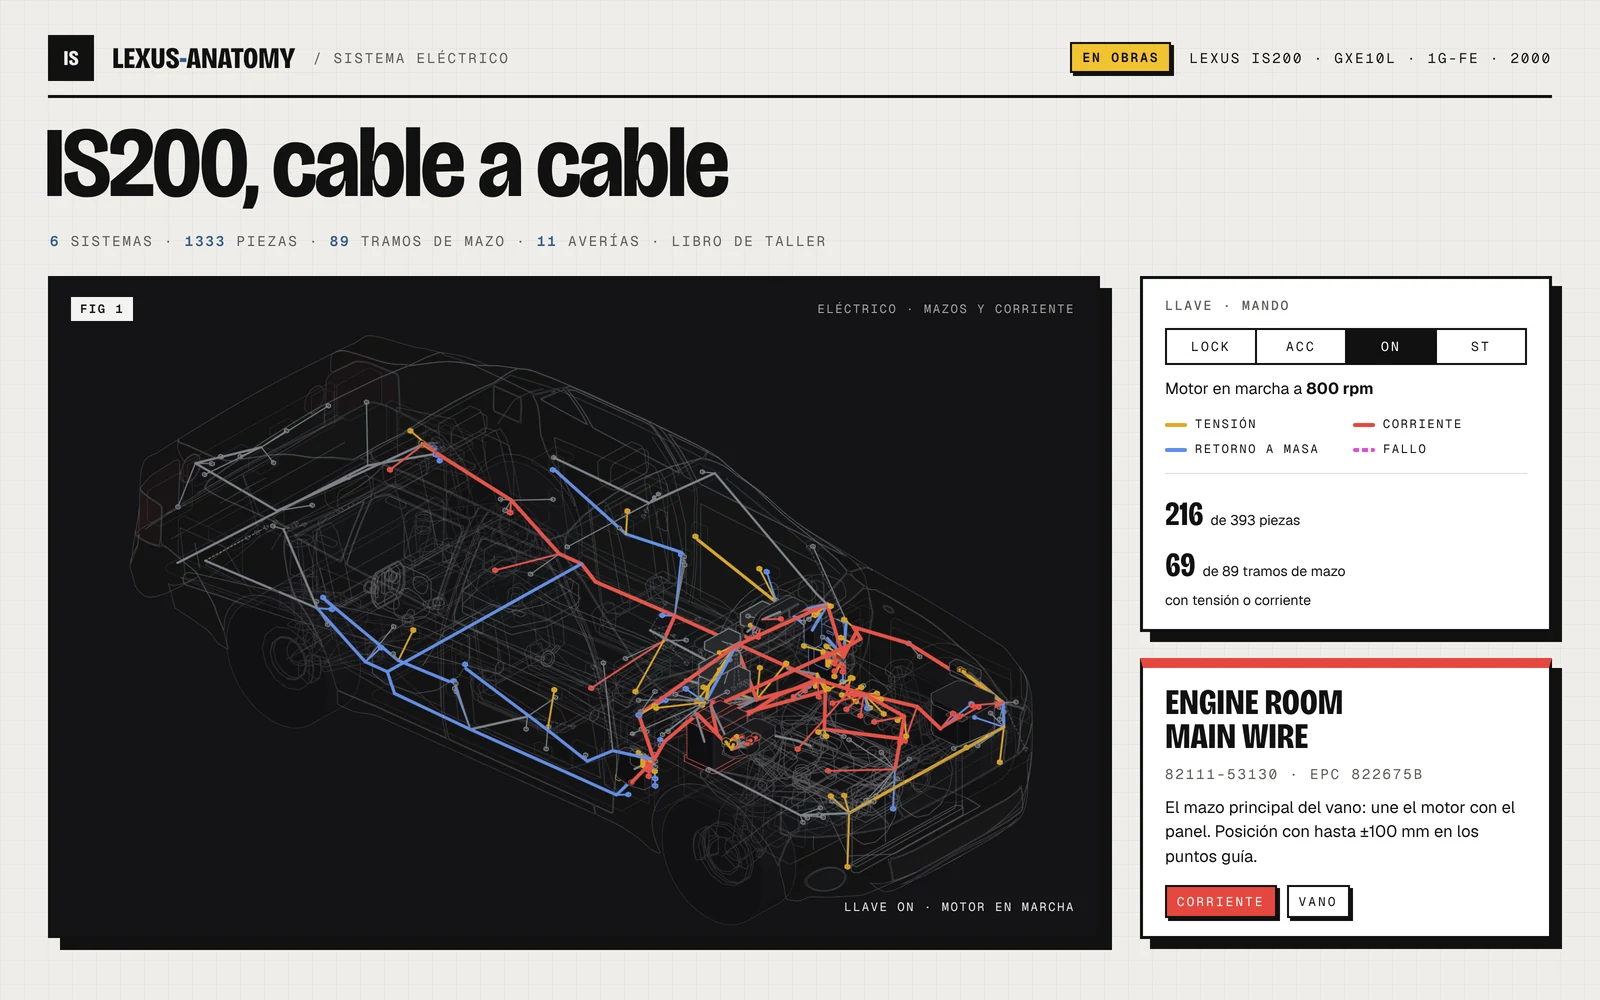 IS
LEXUS-ANATOMY
/ SISTEMA ELÉCTRICO
EN OBRAS
LEXUS IS200 · GXE10L · 1G-FE · 2000
IS200, cable a cable
6 SISTEMAS · 1333 PIEZAS · 89 TRAMOS DE MAZO · 11 AVERÍAS · LIBRO DE TALLER
FIG 1
ELÉCTRICO · MAZOS Y CORRIENTE
LLAVE ON · MOTOR EN MARCHA
LLAVE · MANDO
LOCK ACC ON ST
Motor en marcha a 800 rpm
TENSIÓN CORRIENTE
RETORNO A MASA FALLO
216 de 393 piezas
69 de 89 tramos de mazo
con tensión o corriente
ENGINE ROOM
MAIN WIRE
82111-53130 · EPC 822675B
El mazo principal del vano: une el motor con el
panel. Posición con hasta ±100 mm en los
puntos guía.
CORRIENTE VANO